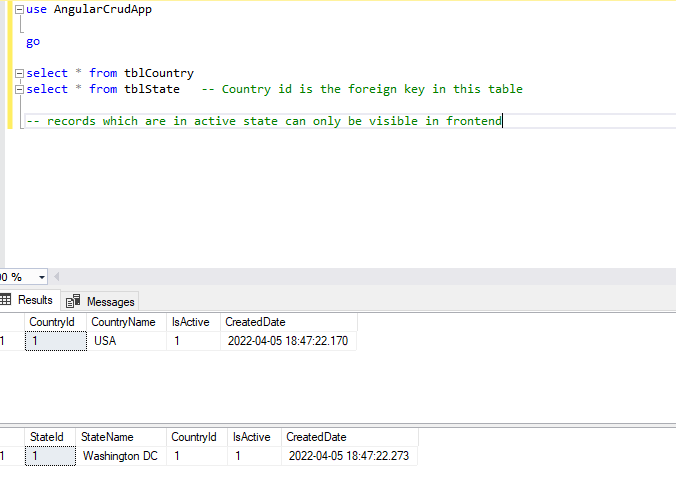 use AngularCrudApp
go
select * from tblCountry
select * from tblState -- Country id is the foreign key in this table
-- records which are in active state can only be visible in frontend
00 %
Results Messages
CountryId CountryName IsActive CreatedDate
1 1 USA 1 2022-04-05 18:47:22.170
StateId StateName CountryId IsActive CreatedDate
1 1 Washington DC 1 1 2022-04-05 18:47:22.273